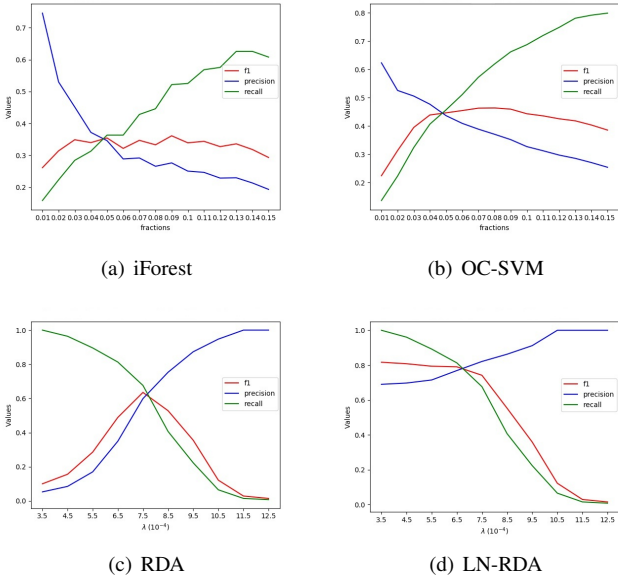 0.7
0.6
0.5
0.4
0.3
0.2
Values
f1
precision
recall
0.01 0.02 0.03 0.04 0.05 0.06 0.07 0.08 0.09 0.1 0.11 0.12 0.13 0.14 0.15
fractions
(a) iForest
0.8
0.7
0.6
0.5
0.4
0.3
0.2
Values
f1
precision
recall
0.01 0.02 0.03 0.04 0.05 0.06 0.07 0.08 0.09 0.1 0.11 0.12 0.13 0.14 0.15
fractions
(b) OC-SVM
1.0
0.8
0.6
0.4
0.2
0.0
Values
f1
precision
recall
3.5 4.5 5.5 6.5 7.5 8.5 9.5 10.5 11.5 12.5
λ (10⁻⁴)
(c) RDA
1.0
0.8
0.6
0.4
0.2
0.0
Values
f1
precision
recall
3.5 4.5 5.5 6.5 7.5 8.5 9.5 10.5 11.5 12.5
λ (10⁻⁴)
(d) LN-RDA